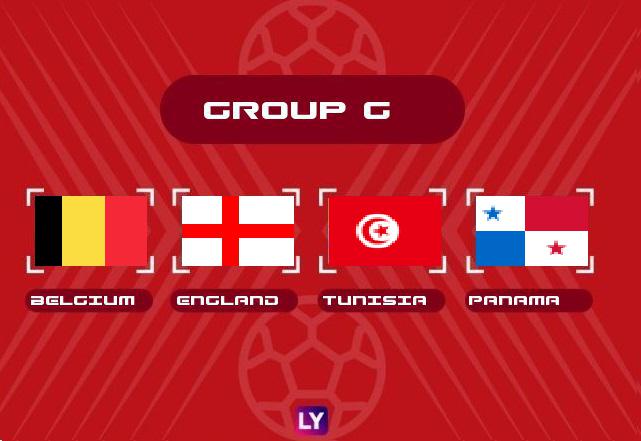 GROUP G
BELGIUM
ENGLAND
TUNISIA
PANAMA
LY